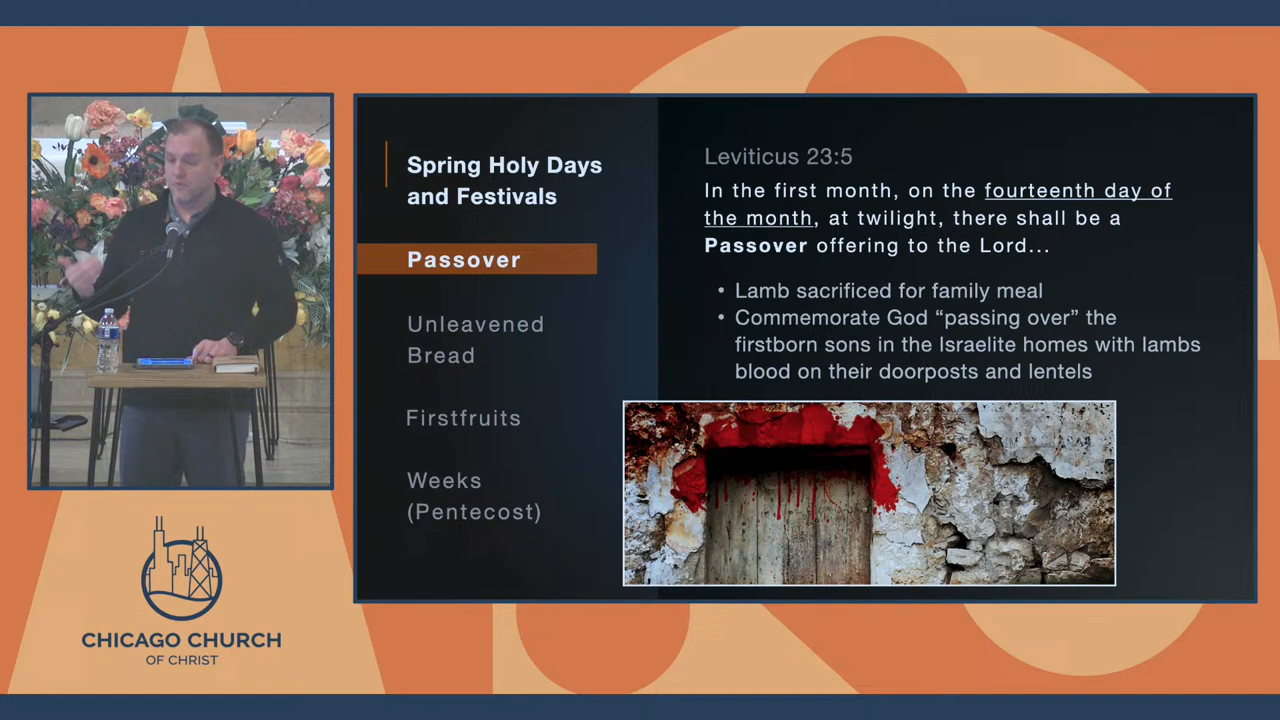 Spring Holy Days
and Festivals
Passover
Unleavened
Bread
Firstfruits
Weeks
(Pentecost)
Leviticus 23:5
In the first month, on the fourteenth day of
the month, at twilight, there shall be a
Passover offering to the Lord...
• Lamb sacrificed for family meal
• Commemorate God “passing over” the
firstborn sons in the Israelite homes with lambs
blood on their doorposts and lentels
CHICAGO CHURCH
OF CHRIST